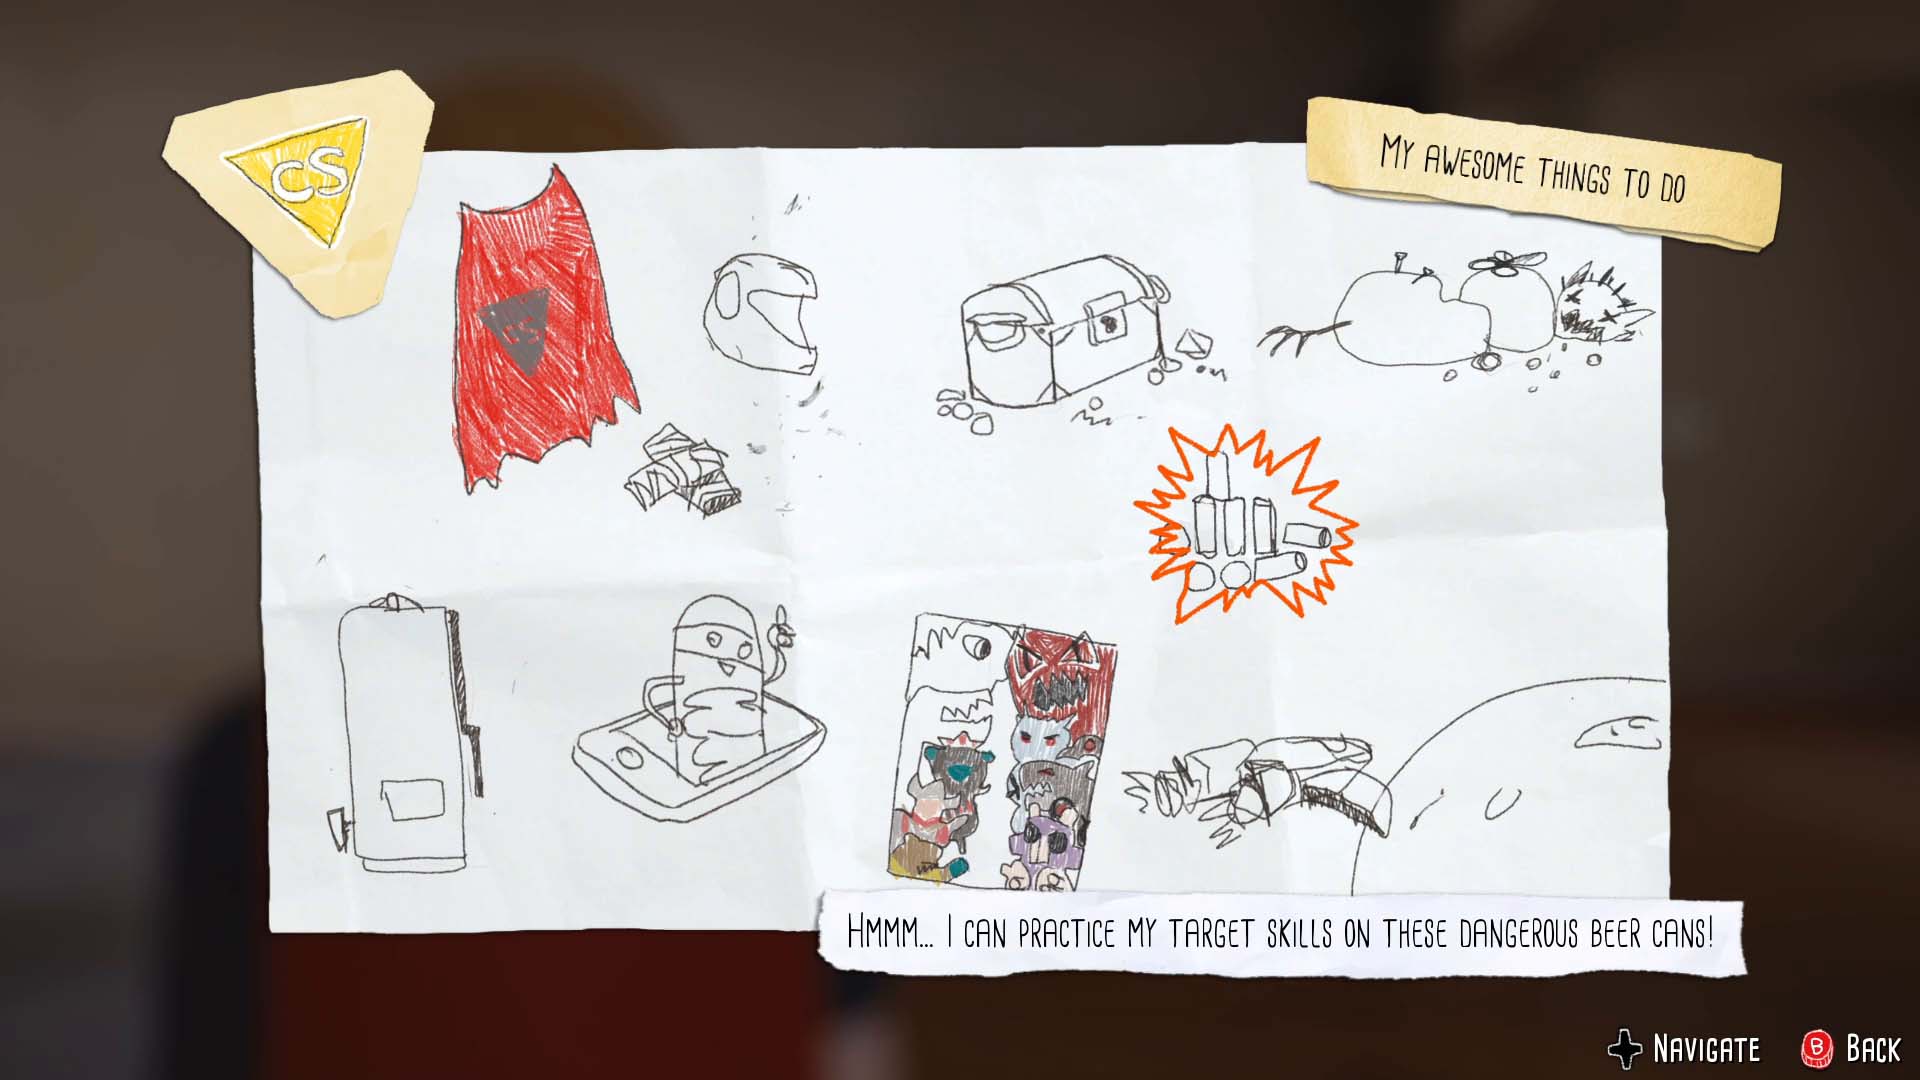 CS
MY AWESOME THINGS TO DO
CS
HMMM... I CAN PRACTICE MY TARGET SKILLS ON THESE DANGEROUS BEER CANS!
NAVIGATE
B BACK